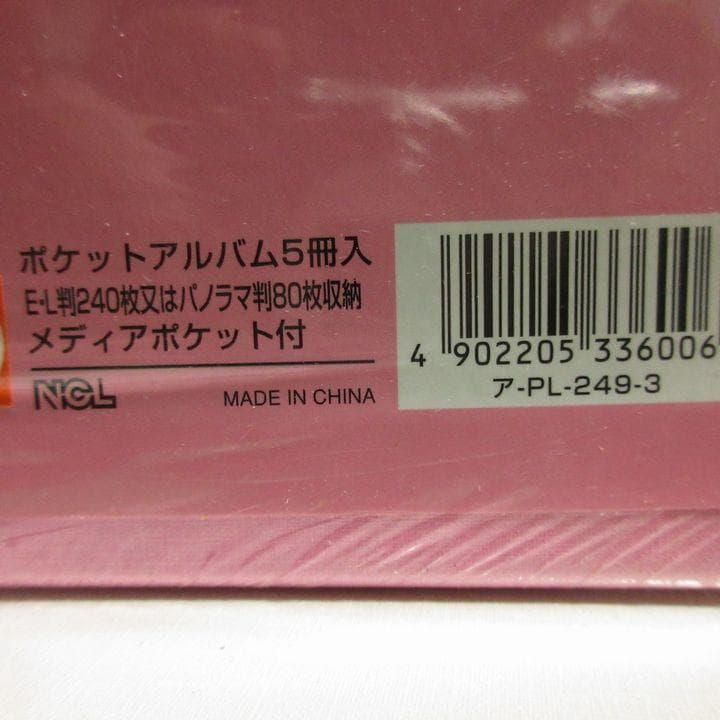 ポケットアルバム5冊入
E・L判240枚又はパノラマ判80枚収納
メディアポケット付
NCL
MADE IN CHINA
4 902205 336006
ア-PL-249-3